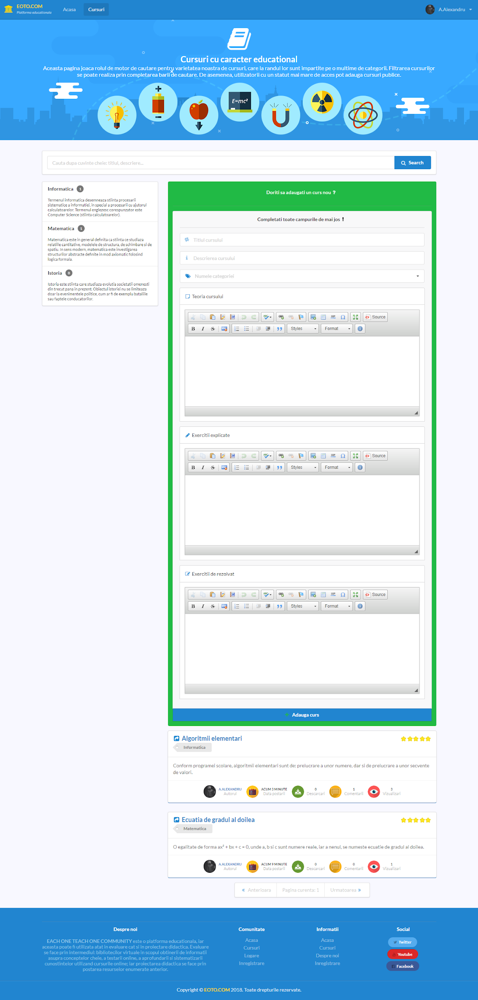 EOTO.COM
Platforma educationala
Acasa
Cursuri
A.Alexandru
Cursuri cu caracter educational
Aceasta pagina joaca rolul de motor de cautare pentru varietatea noastra de cursuri, care la randul lor sunt impartite pe o multime de categorii. Filtrarea cursurilor
se poate realiza prin completarea barii de cautare. De asemenea, utilizatorii cu un statut mai mare de acces pot adauga cursuri publice.
E=mc²
Cauta dupa cuvinte cheie: titlul, descriere...
Search
Informatica 1
Termenul informatica desemneaza stiinta procesarii
sistematice a informatiei, in special a procesarii cu ajutorul
calculatoarelor. Termenul englezesc corespunzator este
Computer Science (stiinta calculatoarelor).
Matematica 1
Matematica este in general definita ca stiinta ce studiaza
relatiile cantitative, modelele de structura, de schimbare si de
spatiu. In sens modern, matematica este investigarea
structurilor abstracte definite in mod axiomatic folosind
logica formala.
Istoria 0
Istoria este stiinta care studiaza evolutia societatii omenesti
din trecut pana in prezent. Obiectul istoriei nu se limiteaza
doar la evenimentele politice, cum ar fi de exemplu bataliile
sau faptele conducatorilor.
Doriti sa adaugati un curs nou ?
Completati toate campurile de mai jos !
Titlul cursului
Descrierea cursului
Numele categoriei
Teoria cursului
ABC Ω Source
B I S Styles Format
Exercitii explicate
ABC Ω Source
B I S Styles Format
Exercitii de rezolvat
ABC Ω Source
B I S Styles Format
+ Adauga curs
Algoritmii elementari
Informatica
Conform programei scolare, algoritmii elementari sunt de: prelucrare a unor numere, dar si de prelucrare a unor secvente
de valori.
A.ALEXANDRU ACUM 3 MINUTE 0 1 3
Autorul Data postarii Descarcari Comentarii Vizualizari
Ecuatia de gradul al doilea
Matematica
O egalitate de forma ax² + bx + c = 0, unde a, b si c sunt numere reale, iar a nenul, se numeste ecuatie de gradul al doilea.
A.ALEXANDRU ACUM 9 MINUTE 0 0 1
Autorul Data postarii Descarcari Comentarii Vizualizari
« Anterioara Pagina curenta: 1 Urmatoarea »
Despre noi
EACH ONE TEACH ONE COMMUNITY este o platforma educationala, iar
aceasta poate fi utilizata atat in evaluare cat si in proiectare didactica. Evaluare
se face prin intermediul: bibliotecilor virtuale in scopul obtinerii de informatii
asupra conceptelor cheie, a testarii online, a aprofundarii si sistematizarii
cunostintelor utilizand cursurile online; iar proiectarea didactica se face prin
postarea resurselor enumerate anterior.
Comunitate
Acasa
Cursuri
Logare
Inregistrare
Informatii
Acasa
Cursuri
Despre noi
Inregistrare
Social
Twitter
Youtube
Facebook
Copyright © EOTO.COM 2018. Toate drepturile rezervate.